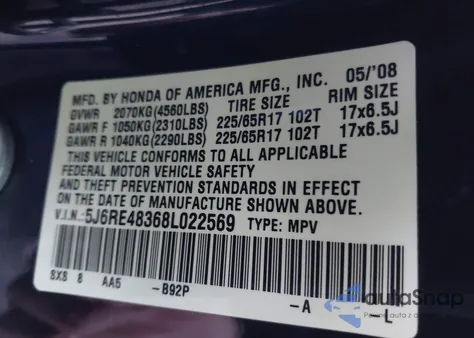 MFD. BY HONDA OF AMERICA MFG., INC. 05/'08
GVWR 2070KG(4560LBS) TIRE SIZE RIM SIZE
GAWR F 1050KG(2310LBS) 225/65R17 102T 17x6.5J
GAWR R 1040KG(2290LBS) 225/65R17 102T 17x6.5J
THIS VEHICLE CONFORMS TO ALL APPLICABLE
FEDERAL MOTOR VEHICLE SAFETY
AND THEFT PREVENTION STANDARDS IN
EFFECT ON THE DATE OF MANUFACTURE SHOWN ABOVE.
V.I.N.: 5J6RE48368L022569 TYPE: MPV
SXS 8 AA5 -B92P -A -L
autoSnap